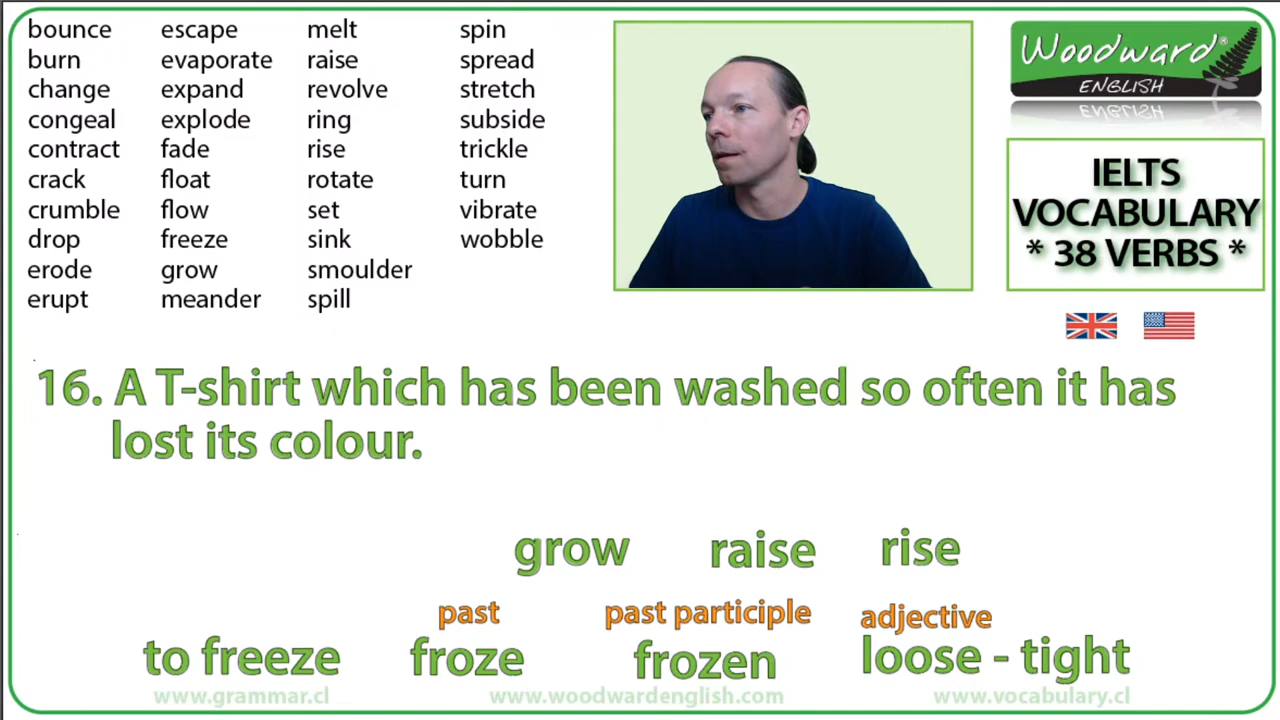 bounce escape melt spin
burn evaporate raise spread
change expand revolve stretch
congeal explode ring subside
contract fade rise trickle
crack float rotate turn
crumble flow set vibrate
drop freeze sink wobble
erode grow smoulder
erupt meander spill
Woodward®
ENGLISH
IELTS
VOCABULARY
* 38 VERBS *
16. A T-shirt which has been washed so often it has
lost its colour.
grow raise rise
past past participle adjective
to freeze froze frozen loose - tight
www.grammar.cl www.woodwardenglish.com www.vocabulary.cl